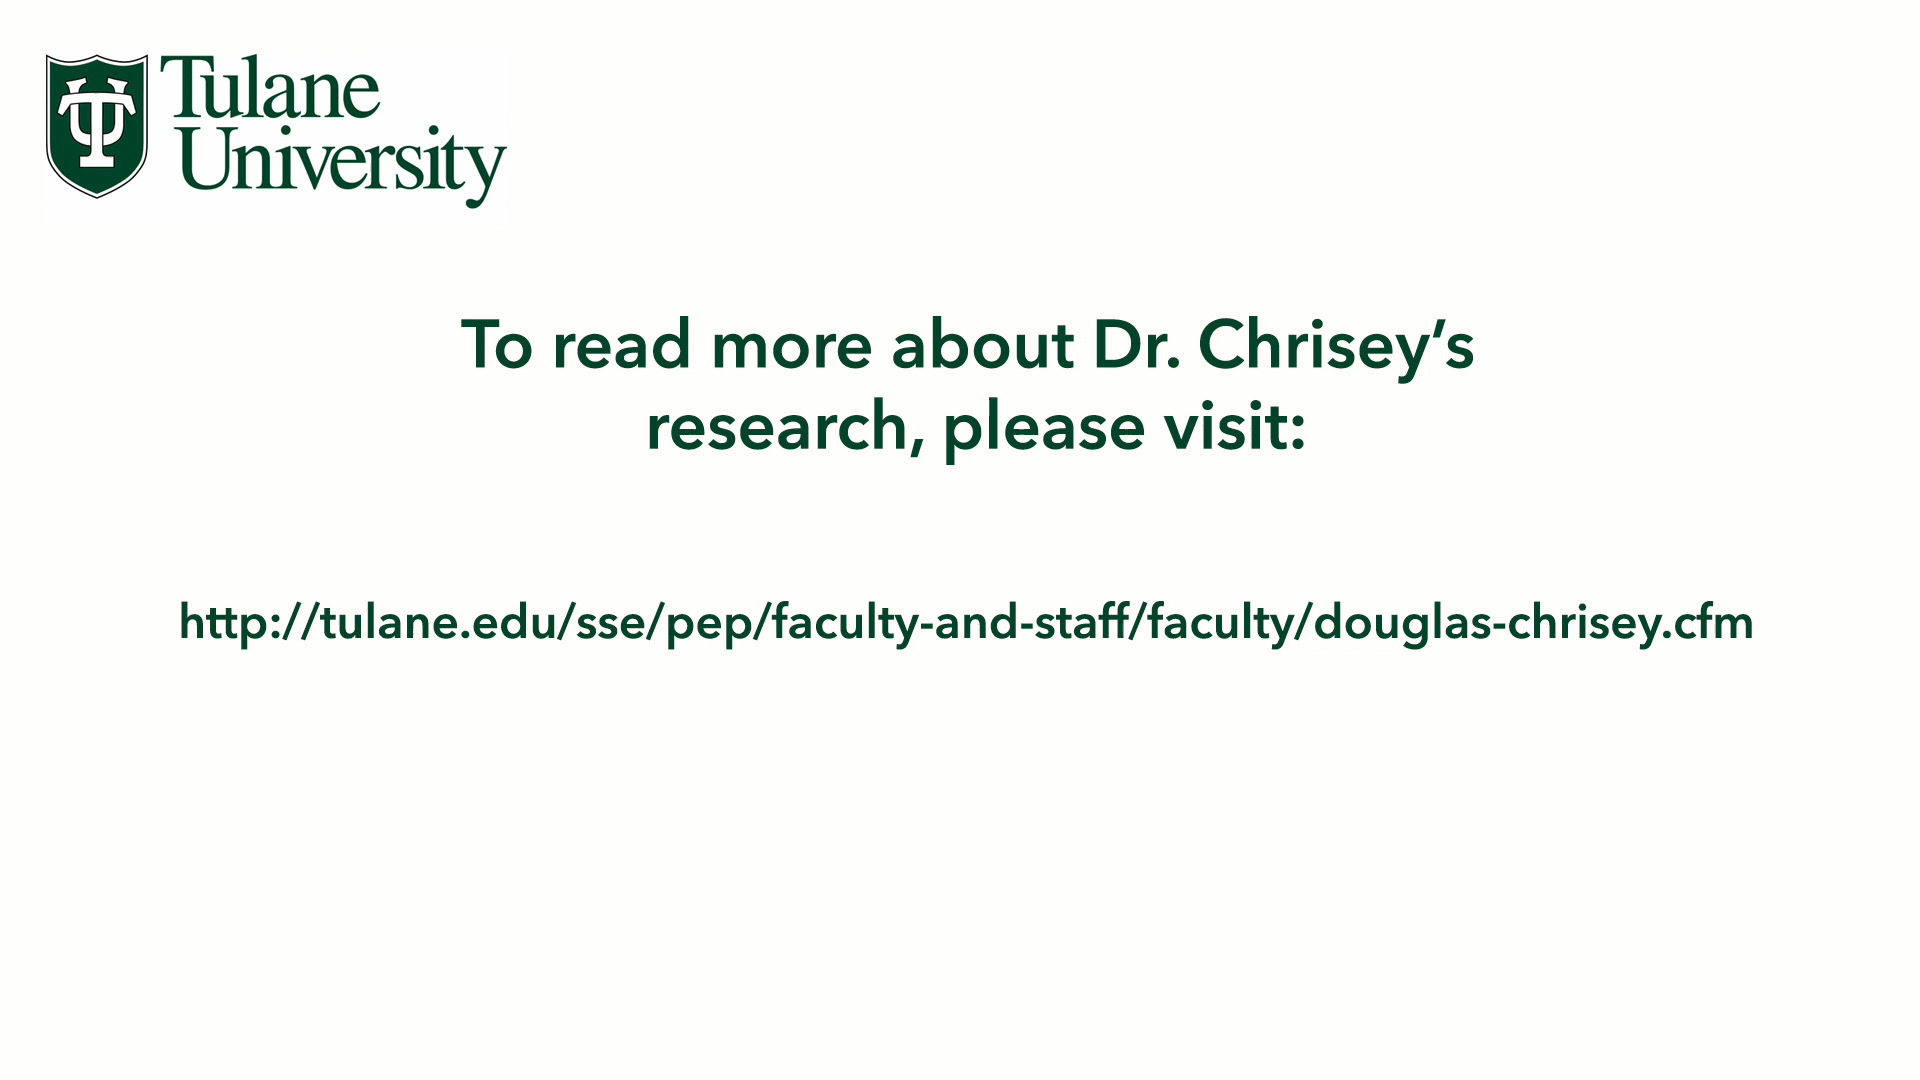 Tulane
University
To read more about Dr. Chrisey‘s
research, please visit:
http://tulane.edu/sse/pep/faculty-and-staff/faculty/douglas-chrisey.cfm